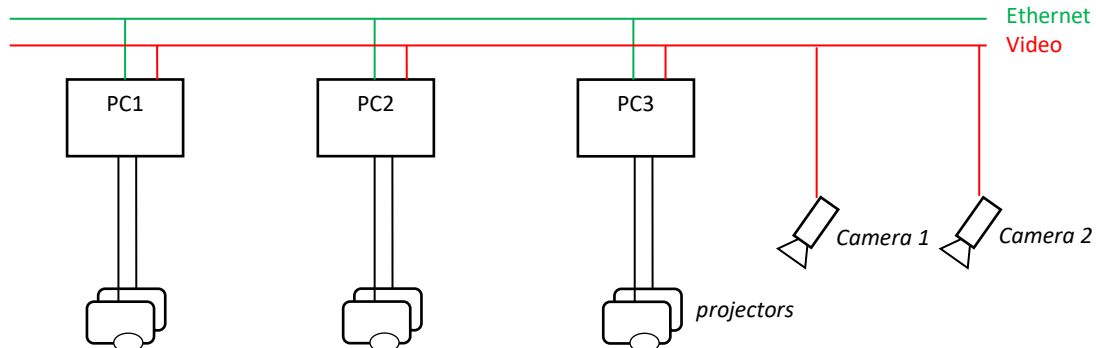 Ethernet
Video
PC1
PC2
PC3
Camera 1
Camera 2
projectors